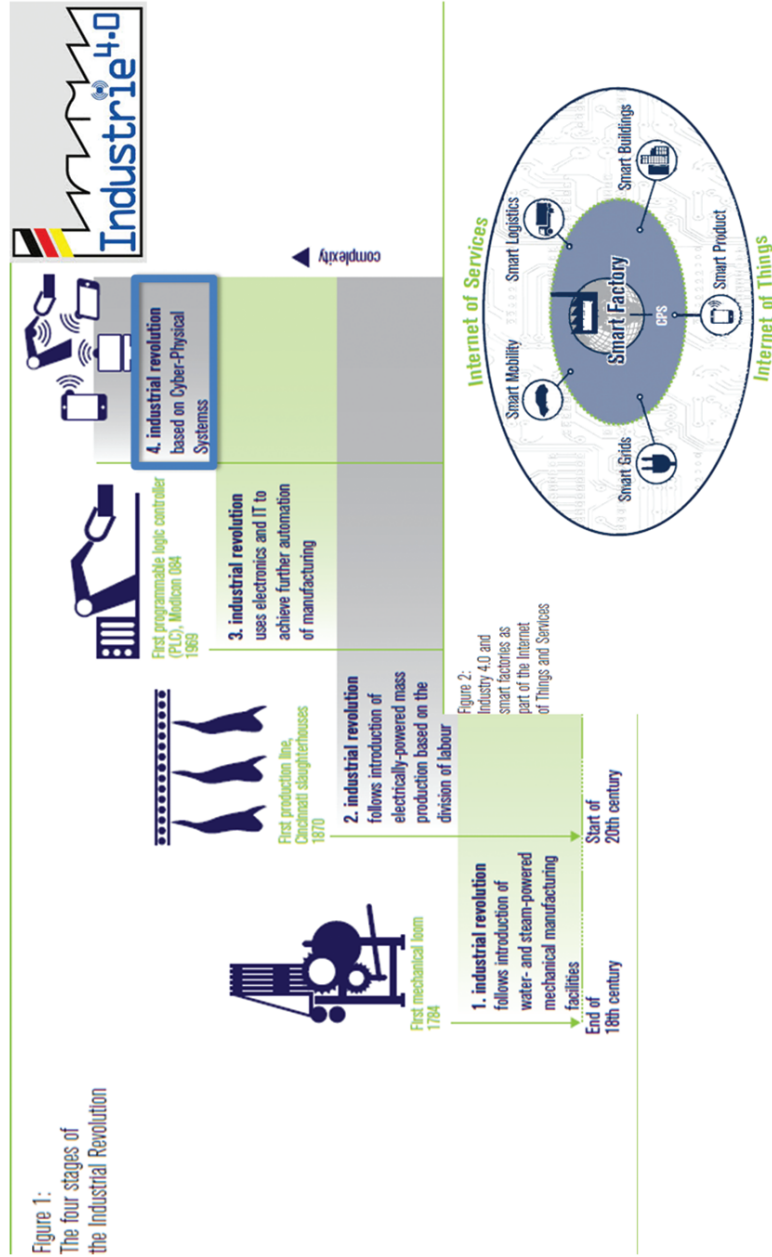 Figure 1:
The four stages of
the Industrial Revolution
Industrie 4.0
First mechanical loom
1784
1. industrial revolution
follows introduction of
water- and steam-powered
mechanical manufacturing
facilities
End of
18th century
First production line,
Cincinnati slaughterhouses
1870
2. industrial revolution
follows introduction of
electrically-powered mass
production based on the
division of labour
Start of
20th century
First programmable logic controller
(PLC), Modicon 084
1969
3. industrial revolution
uses electronics and IT to
achieve further automation
of manufacturing
4. industrial revolution
based on Cyber-Physical
Systemss
complexity
Figure 2:
Industry 4.0 and
smart factories as
part of the Internet
of Things and Services
Internet of Services
Smart Mobility
Smart Logistics
Smart Grids
Smart Factory
Smart Buildings
CPS
Smart Product
Internet of Things